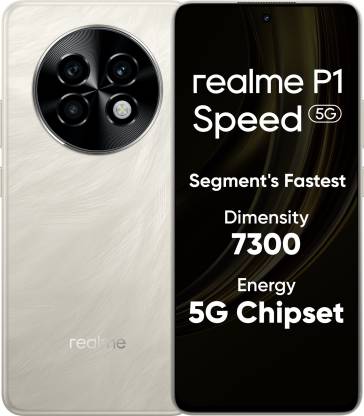 realme P1
Speed 5G
Segment's Fastest
Dimensity
7300
Energy
5G Chipset
realme